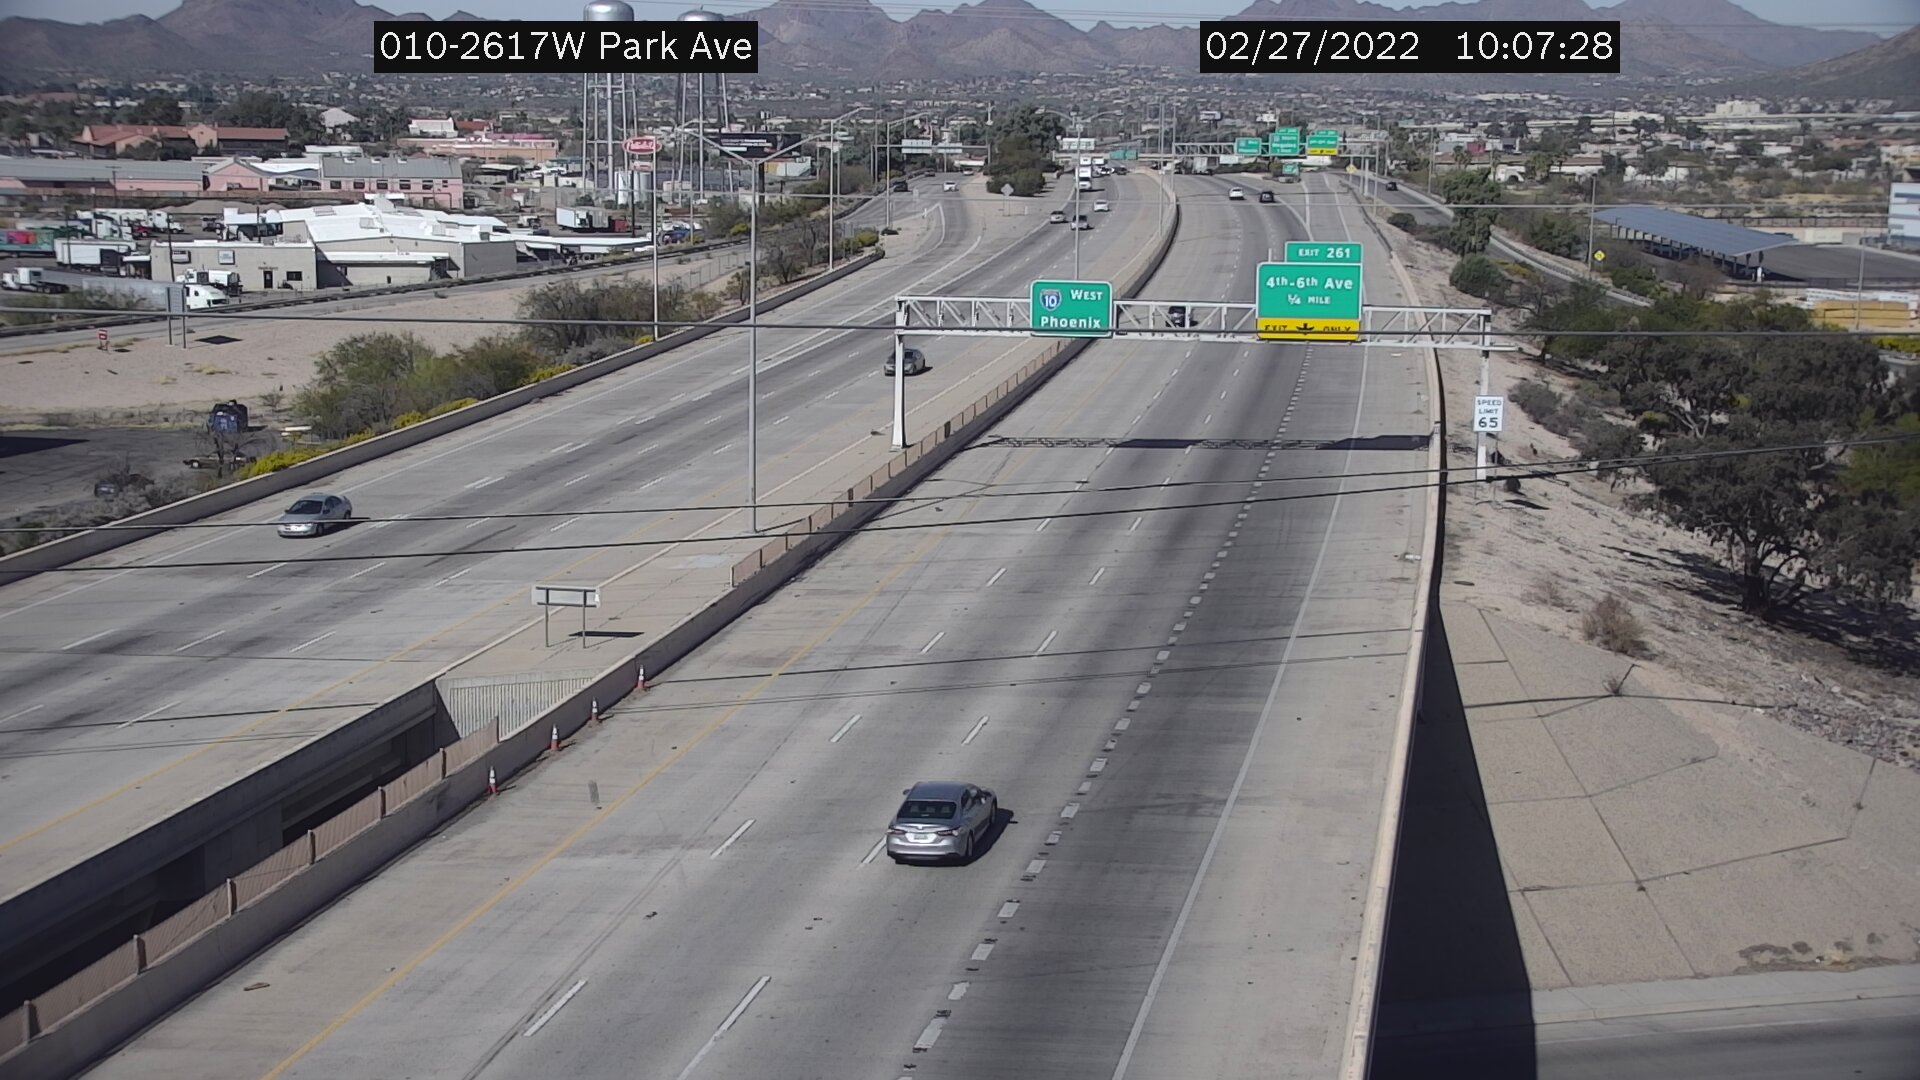 010-2617W Park Ave
02/27/2022 10:07:28
EXIT 261
4th-6th Ave
1/4 MILE
EXIT ONLY
10 WEST
Phoenix
SPEED
LIMIT
65